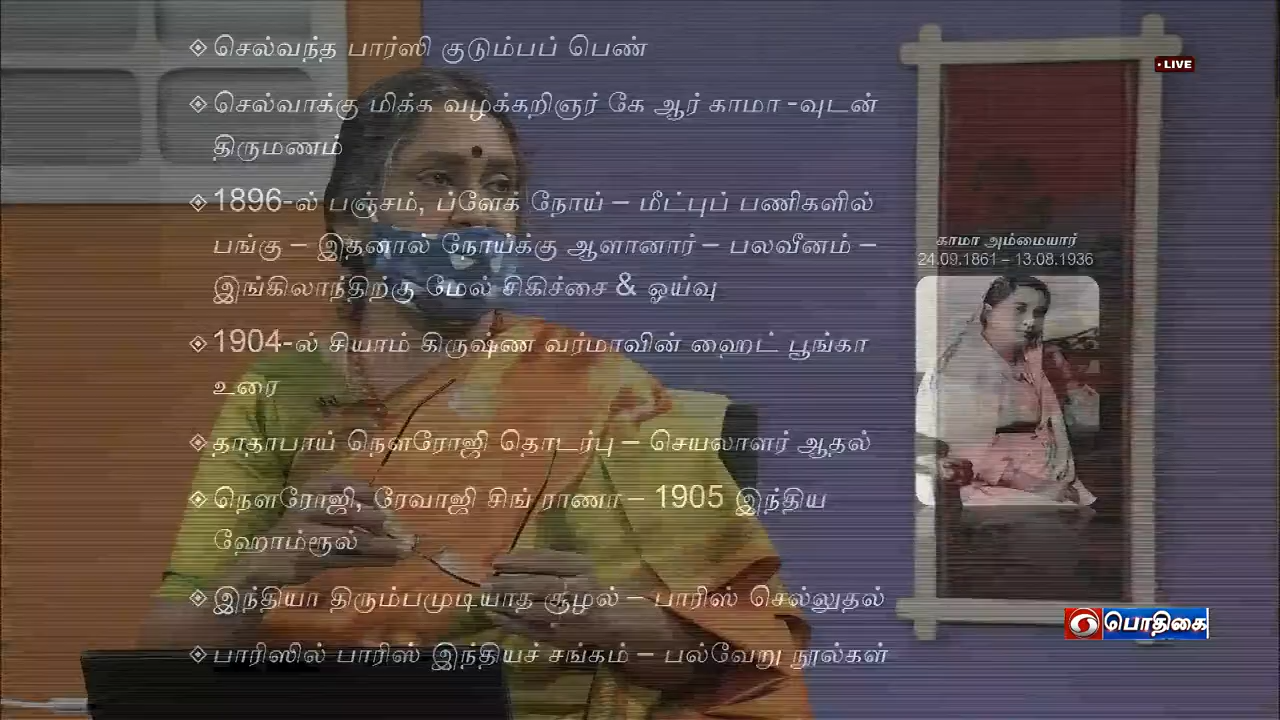 ◈ செல்வந்த பார்ஸி குடும்பப் பெண்
◈ செல்வாக்கு மிக்க வழக்கறிஞர் கே ஆர் காமா -வுடன்
திருமணம்
◈ 1896-ல் பஞ்சம், ப்ளேக் நோய் – மீட்புப் பணிகளில்
பங்கு – இதனால் நோய்க்கு ஆளானார் – பலவீனம் –
இங்கிலாந்திற்கு மேல் சிகிச்சை & ஓய்வு
◈ 1904-ல் சியாம் கிருஷ்ண வர்மாவின் ஹைட் பூங்கா
உரை
◈ தாதாபாய் நௌரோஜி தொடர்பு – செயலாளர் ஆதல்
◈ நௌரோஜி, ரேவாஜி சிங் ராணா – 1905 இந்திய
ஹோம்ரூல்
◈ இந்தியா திரும்பமுடியாத சூழல் – பாரிஸ் செல்லுதல்
◈ பாரிஸில் பாரிஸ் இந்தியச் சங்கம் – பல்வேறு நூல்கள்
LIVE
காமா அம்மையார்
24.09.1861 – 13.08.1936
பொதிகை